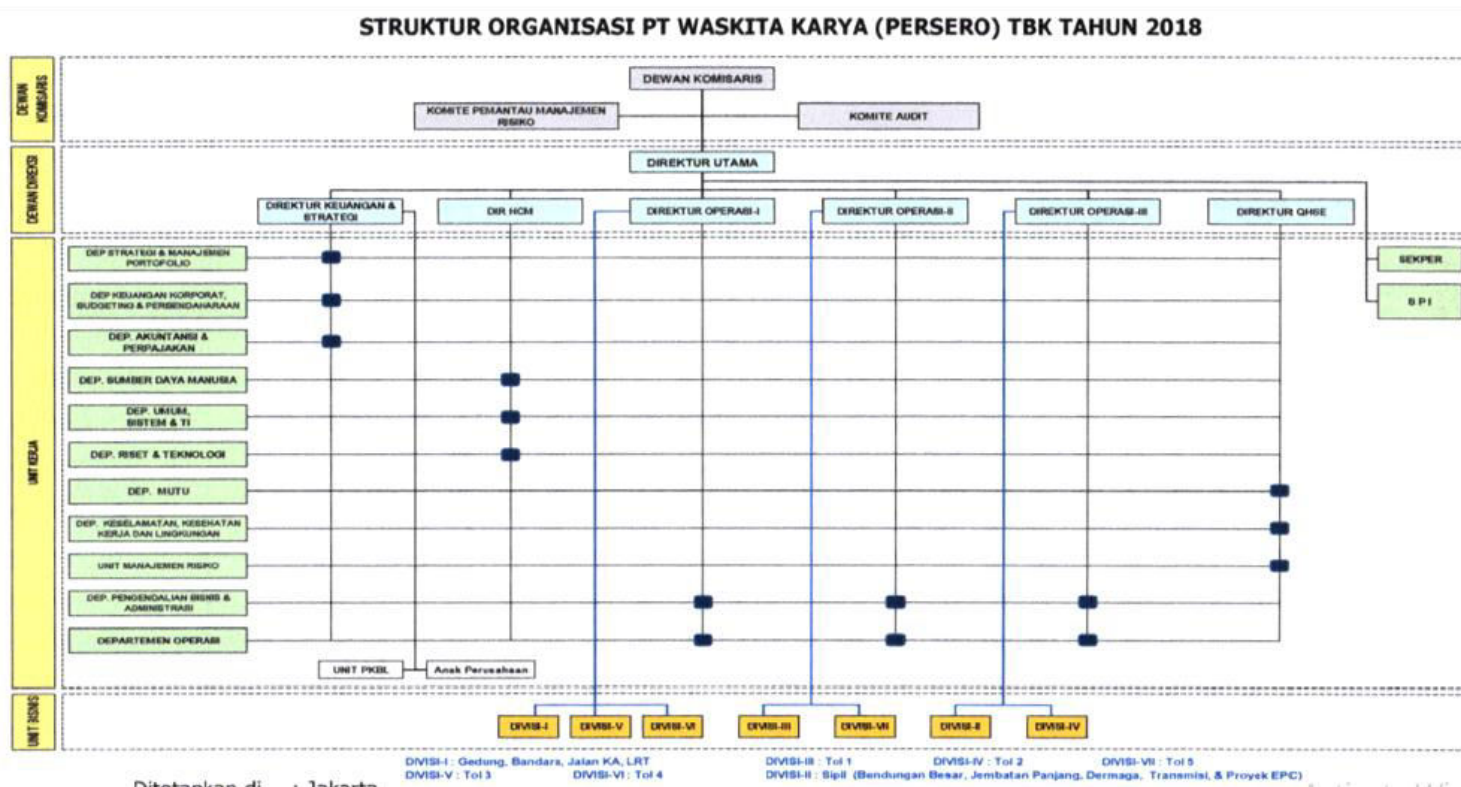 STRUKTUR ORGANISASI PT WASKITA KARYA (PERSERO) TBK TAHUN 2018
DEWAN
KOMISARIS
DEWAN KOMISARIS
KOMITE PEMANTAU MANAJEMEN
RISIKO
KOMITE AUDIT
DEWAN DIREKSI
DIREKTUR UTAMA
DIREKTUR KEUANGAN &
STRATEGI
DIR HCM
DIREKTUR OPERASI-I
DIREKTUR OPERASI-II
DIREKTUR OPERASI-III
DIREKTUR QHSE
SEKPER
S P I
UNIT KERJA
DEP STRATEGI & MANAJEMEN
PORTOFOLIO
DEP KEUANGAN KORPORAT,
BUDGETING & PERBENDAHARAAN
DEP. AKUNTANSI &
PERPAJAKAN
DEP. SUMBER DAYA MANUSIA
DEP. UMUM,
SISTEM & TI
DEP. RISET & TEKNOLOGI
DEP. MUTU
DEP. KESELAMATAN, KESEHATAN
KERJA DAN LINGKUNGAN
UNIT MANAJEMEN RISIKO
DEP. PENGENDALIAN BISNIS &
ADMINISTRASI
DEPARTEMEN OPERASI
UNIT PKBL
Anak Perusahaan
UNIT BISNIS
DIVISI-I
DIVISI-V
DIVISI-VI
DIVISI-III
DIVISI-VII
DIVISI-II
DIVISI-IV
DIVISI-I : Gedung, Bandara, Jalan KA, LRT
DIVISI-III : Tol 1
DIVISI-IV : Tol 2
DIVISI-VII : Tol 5
DIVISI-V : Tol 3
DIVISI-VI : Tol 4
DIVISI-II : Sipil (Bendungan Besar, Jembatan Panjang, Dermaga, Transmisi, & Proyek EPC)
Ditetapkan di : Jakarta